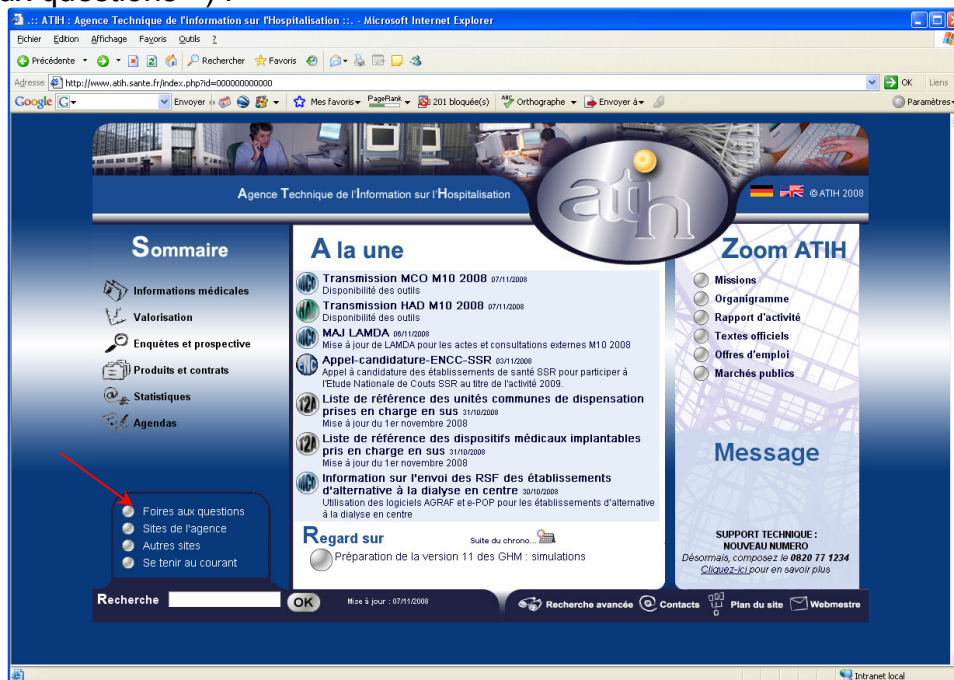 aux questions ») :
.:: ATIH : Agence Technique de l'information sur l'Hospitalisation ::. - Microsoft Internet Explorer
Fichier Edition Affichage Favoris Outils ?
Précédente Rechercher Favoris
Adresse http://www.atih.sante.fr/index.php?id=000000000000 OK Liens
Google G Envoyer Mes favoris PageRank 201 bloquée(s) Orthographe Envoyer à Paramètres
atih
Agence Technique de l'Information sur l'Hospitalisation
© ATIH 2008
Sommaire
Informations médicales
Valorisation
Enquêtes et prospective
Produits et contrats
Statistiques
Agendas
Foires aux questions
Sites de l'agence
Autres sites
Se tenir au courant
A la une
Transmission MCO M10 2008 07/11/2008
Disponibilité des outils
Transmission HAD M10 2008 07/11/2008
Disponibilité des outils
MAJ LAMDA 06/11/2008
Mise à jour de LAMDA pour les actes et consultations externes M10 2008
Appel-candidature-ENCC-SSR 03/11/2008
Appel à candidature des établissements de santé SSR pour participer à
l'Etude Nationale de Couts SSR au titre de l'activité 2009.
Liste de référence des unités communes de dispensation
prises en charge en sus 31/10/2008
Mise à jour du 1er novembre 2008
Liste de référence des dispositifs médicaux implantables
pris en charge en sus 31/10/2008
Mise à jour du 1er novembre 2008
Information sur l'envoi des RSF des établissements
d'alternative à la dialyse en centre 30/10/2008
Utilisation des logiciels AGRAF et e-POP pour les établissements d'alternative
à la dialyse en centre
Regard sur Suite du chrono...
Préparation de la version 11 des GHM : simulations
Zoom ATIH
Missions
Organigramme
Rapport d'activité
Textes officiels
Offres d'emploi
Marchés publics
Message
SUPPORT TECHNIQUE :
NOUVEAU NUMERO
Désormais, composez le 0820 77 1234
Cliquez-ici pour en savoir plus
Recherche OK Mise à jour : 07/11/2008 Recherche avancée Contacts Plan du site Webmestre
Intranet local